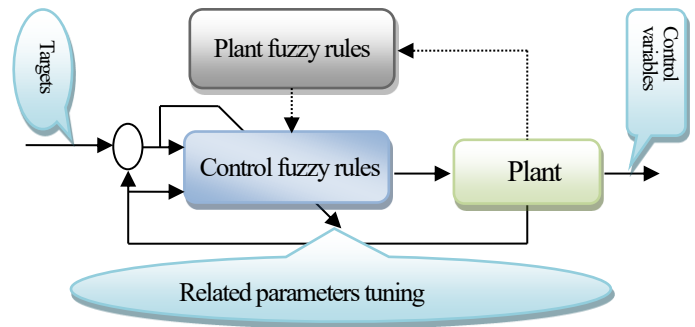 Targets
Plant fuzzy rules
Control
variables
Control fuzzy rules
Plant
Related parameters tuning